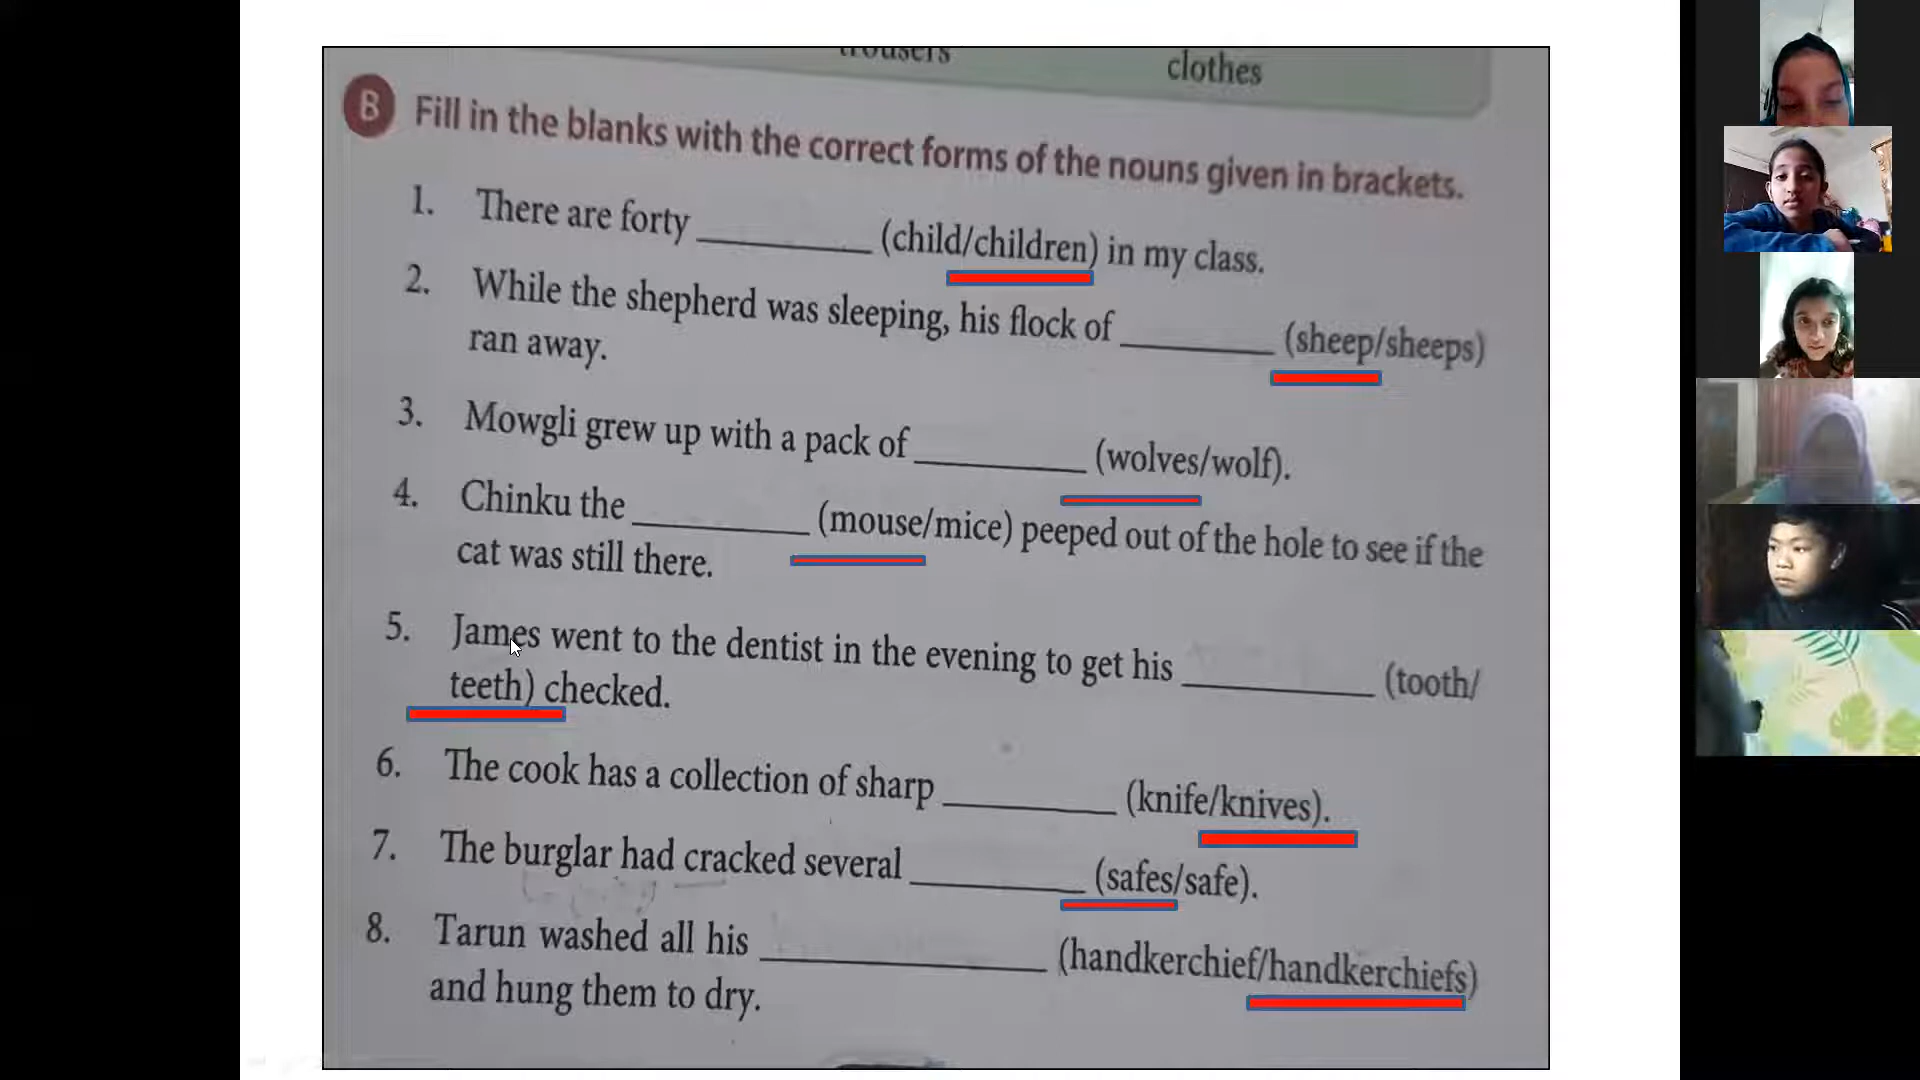 trousers clothes
B Fill in the blanks with the correct forms of the nouns given in brackets.
1. There are forty __________ (child/children) in my class.
2. While the shepherd was sleeping, his flock of __________ (sheep/sheeps)
ran away.
3. Mowgli grew up with a pack of __________ (wolves/wolf).
4. Chinku the __________ (mouse/mice) peeped out of the hole to see if the
cat was still there.
5. James went to the dentist in the evening to get his __________ (tooth/
teeth) checked.
6. The cook has a collection of sharp __________ (knife/knives).
7. The burglar had cracked several __________ (safes/safe).
8. Tarun washed all his __________ (handkerchief/handkerchiefs)
and hung them to dry.